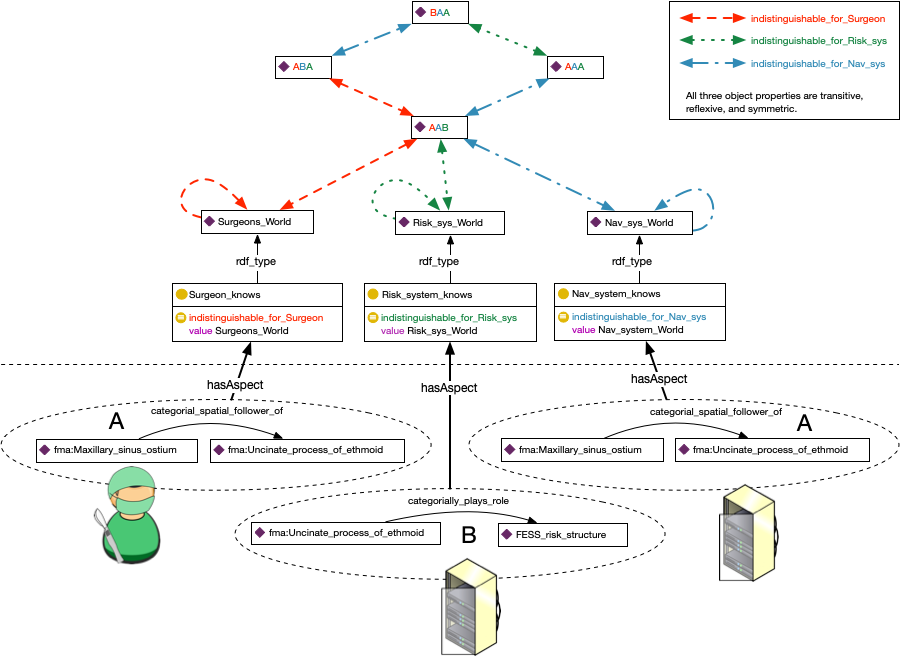 BAA
indistinguishable_for_Surgeon
indistinguishable_for_Risk_sys
indistinguishable_for_Nav_sys
All three object properties are transitive,
reflexive, and symmetric.
ABA
AAA
AAB
Surgeons_World
Risk_sys_World
Nav_sys_World
rdf_type
rdf_type
rdf_type
Surgeon_knows
indistinguishable_for_Surgeon
value Surgeons_World
Risk_system_knows
indistinguishable_for_Risk_sys
value Risk_sys_World
Nav_system_knows
indistinguishable_for_Nav_sys
value Nav_system_World
hasAspect
hasAspect
hasAspect
A
categorial_spatial_follower_of
fma:Maxillary_sinus_ostium
fma:Uncinate_process_of_ethmoid
categorial_spatial_follower_of
A
fma:Maxillary_sinus_ostium
fma:Uncinate_process_of_ethmoid
categorially_plays_role
fma:Uncinate_process_of_ethmoid
B
FESS_risk_structure